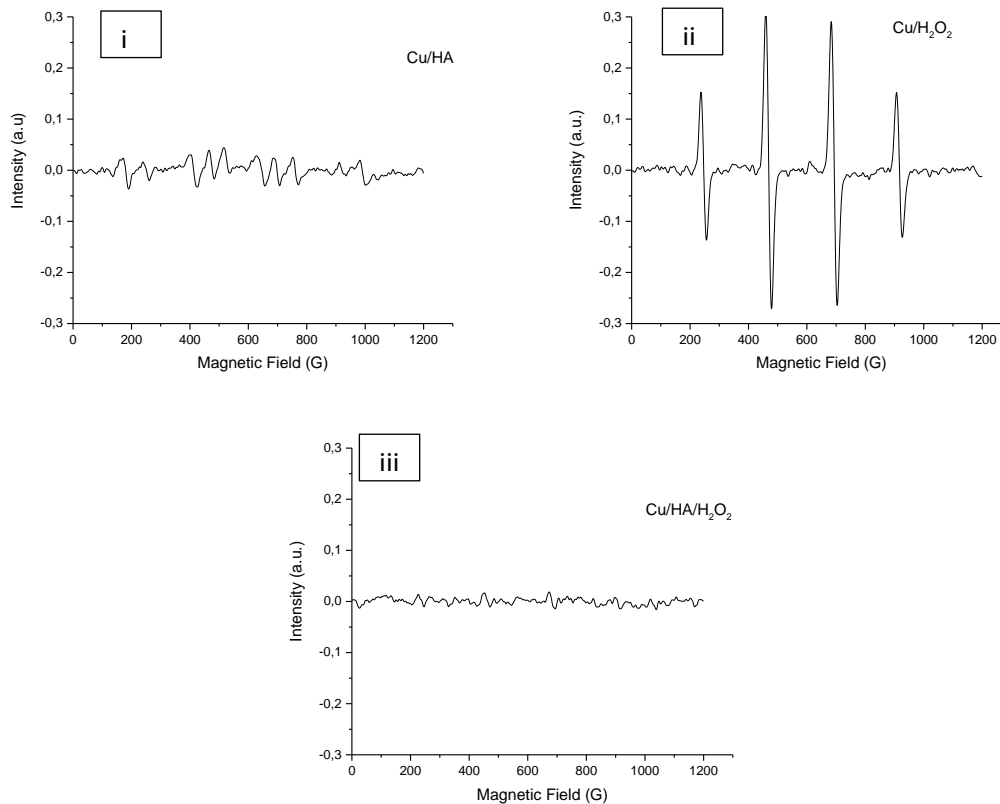 i
Cu/HA
0,3
0,2
0,1
0,0
-0,1
-0,2
-0,3
Intensity (a.u)
0 200 400 600 800 1000 1200
Magnetic Field (G)
ii
Cu/H₂O₂
0,3
0,2
0,1
0,0
-0,1
-0,2
-0,3
Intensity (a.u.)
0 200 400 600 800 1000 1200
Magnetic Field (G)
iii
Cu/HA/H₂O₂
0,3
0,2
0,1
0,0
-0,1
-0,2
-0,3
Intensity (a.u.)
0 200 400 600 800 1000 1200
Magnetic Field (G)